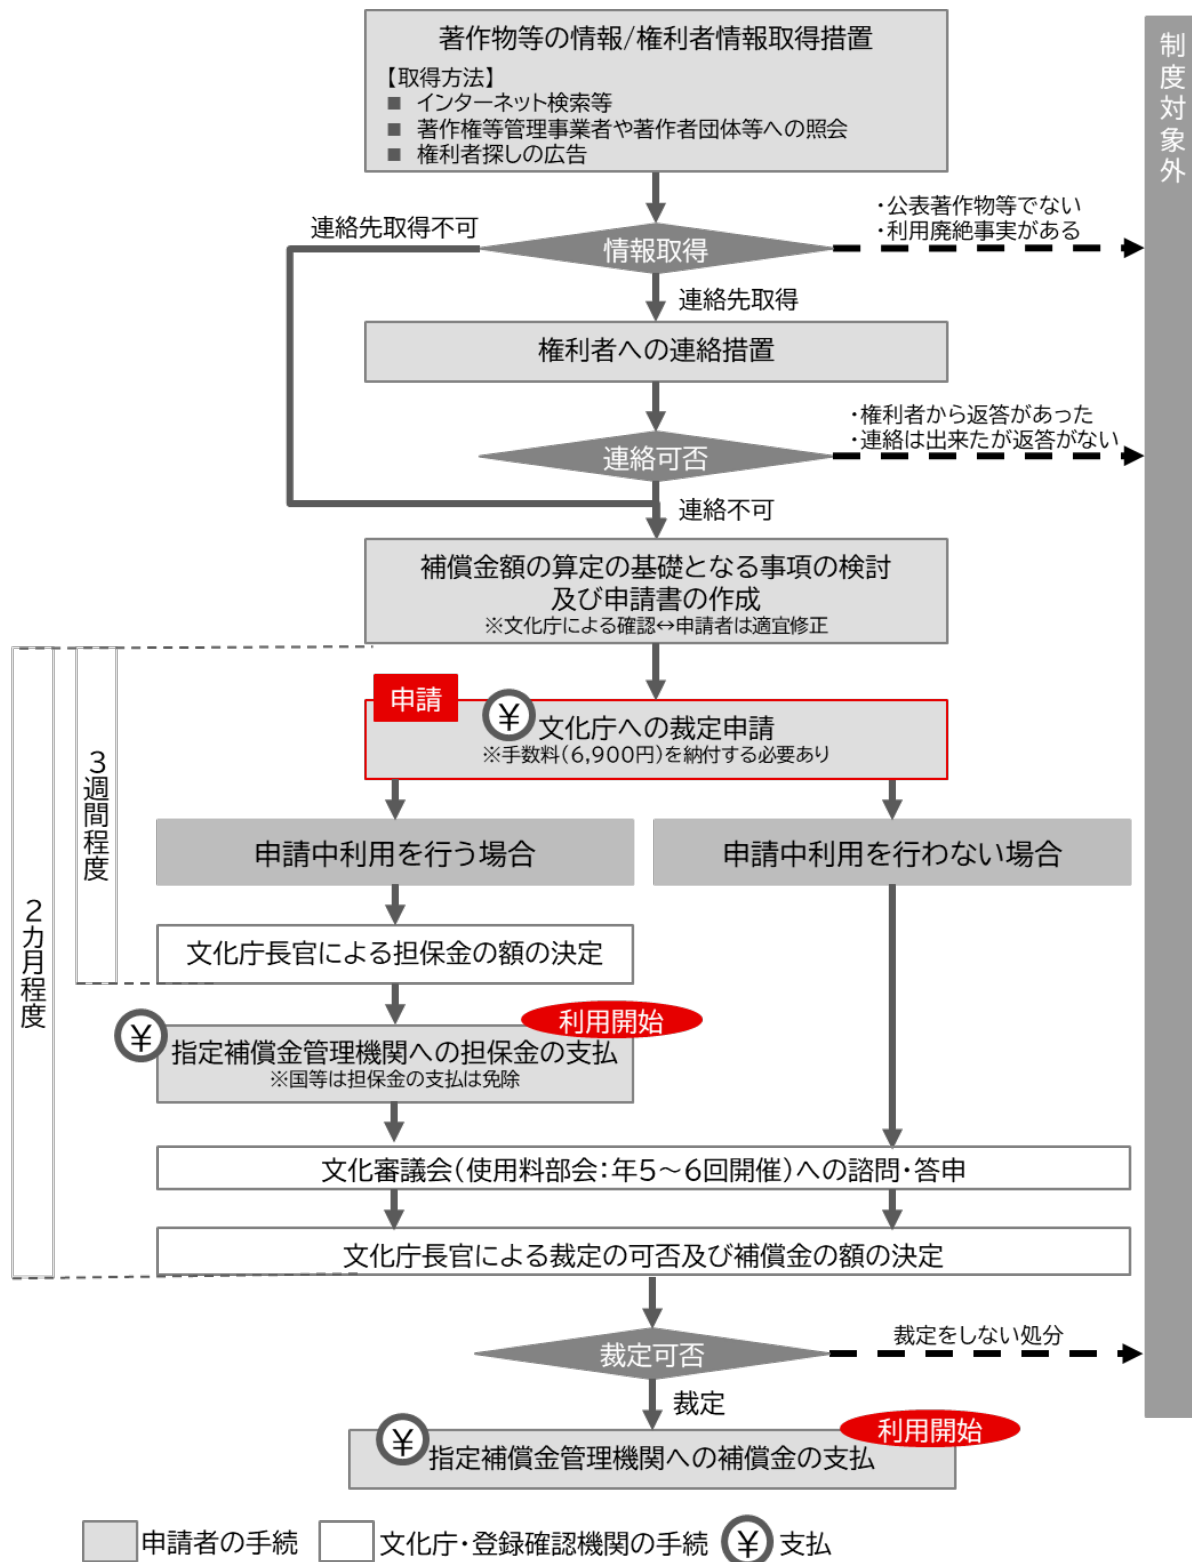 著作物等の情報/権利者情報取得措置
【取得方法】
■ インターネット検索等
■ 著作権等管理事業者や著作者団体等への照会
■ 権利者探しの広告
制度対象外
連絡先取得不可
・公表著作物等でない
・利用廃絶事実がある
情報取得
連絡先取得
権利者への連絡措置
・権利者から返答があった
・連絡は出来たが返答がない
連絡可否
連絡不可
補償金額の算定の基礎となる事項の検討
及び申請書の作成
※文化庁による確認↔申請者は適宜修正
申請
¥
文化庁への裁定申請
※手数料(6,900円)を納付する必要あり
3週間程度
2カ月程度
申請中利用を行う場合
申請中利用を行わない場合
文化庁長官による担保金の額の決定
利用開始
¥
指定補償金管理機関への担保金の支払
※国等は担保金の支払は免除
文化審議会(使用料部会:年5~6回開催)への諮問・答申
文化庁長官による裁定の可否及び補償金の額の決定
裁定可否
裁定をしない処分
裁定
利用開始
¥
指定補償金管理機関への補償金の支払
申請者の手続
文化庁・登録確認機関の手続
¥ 支払